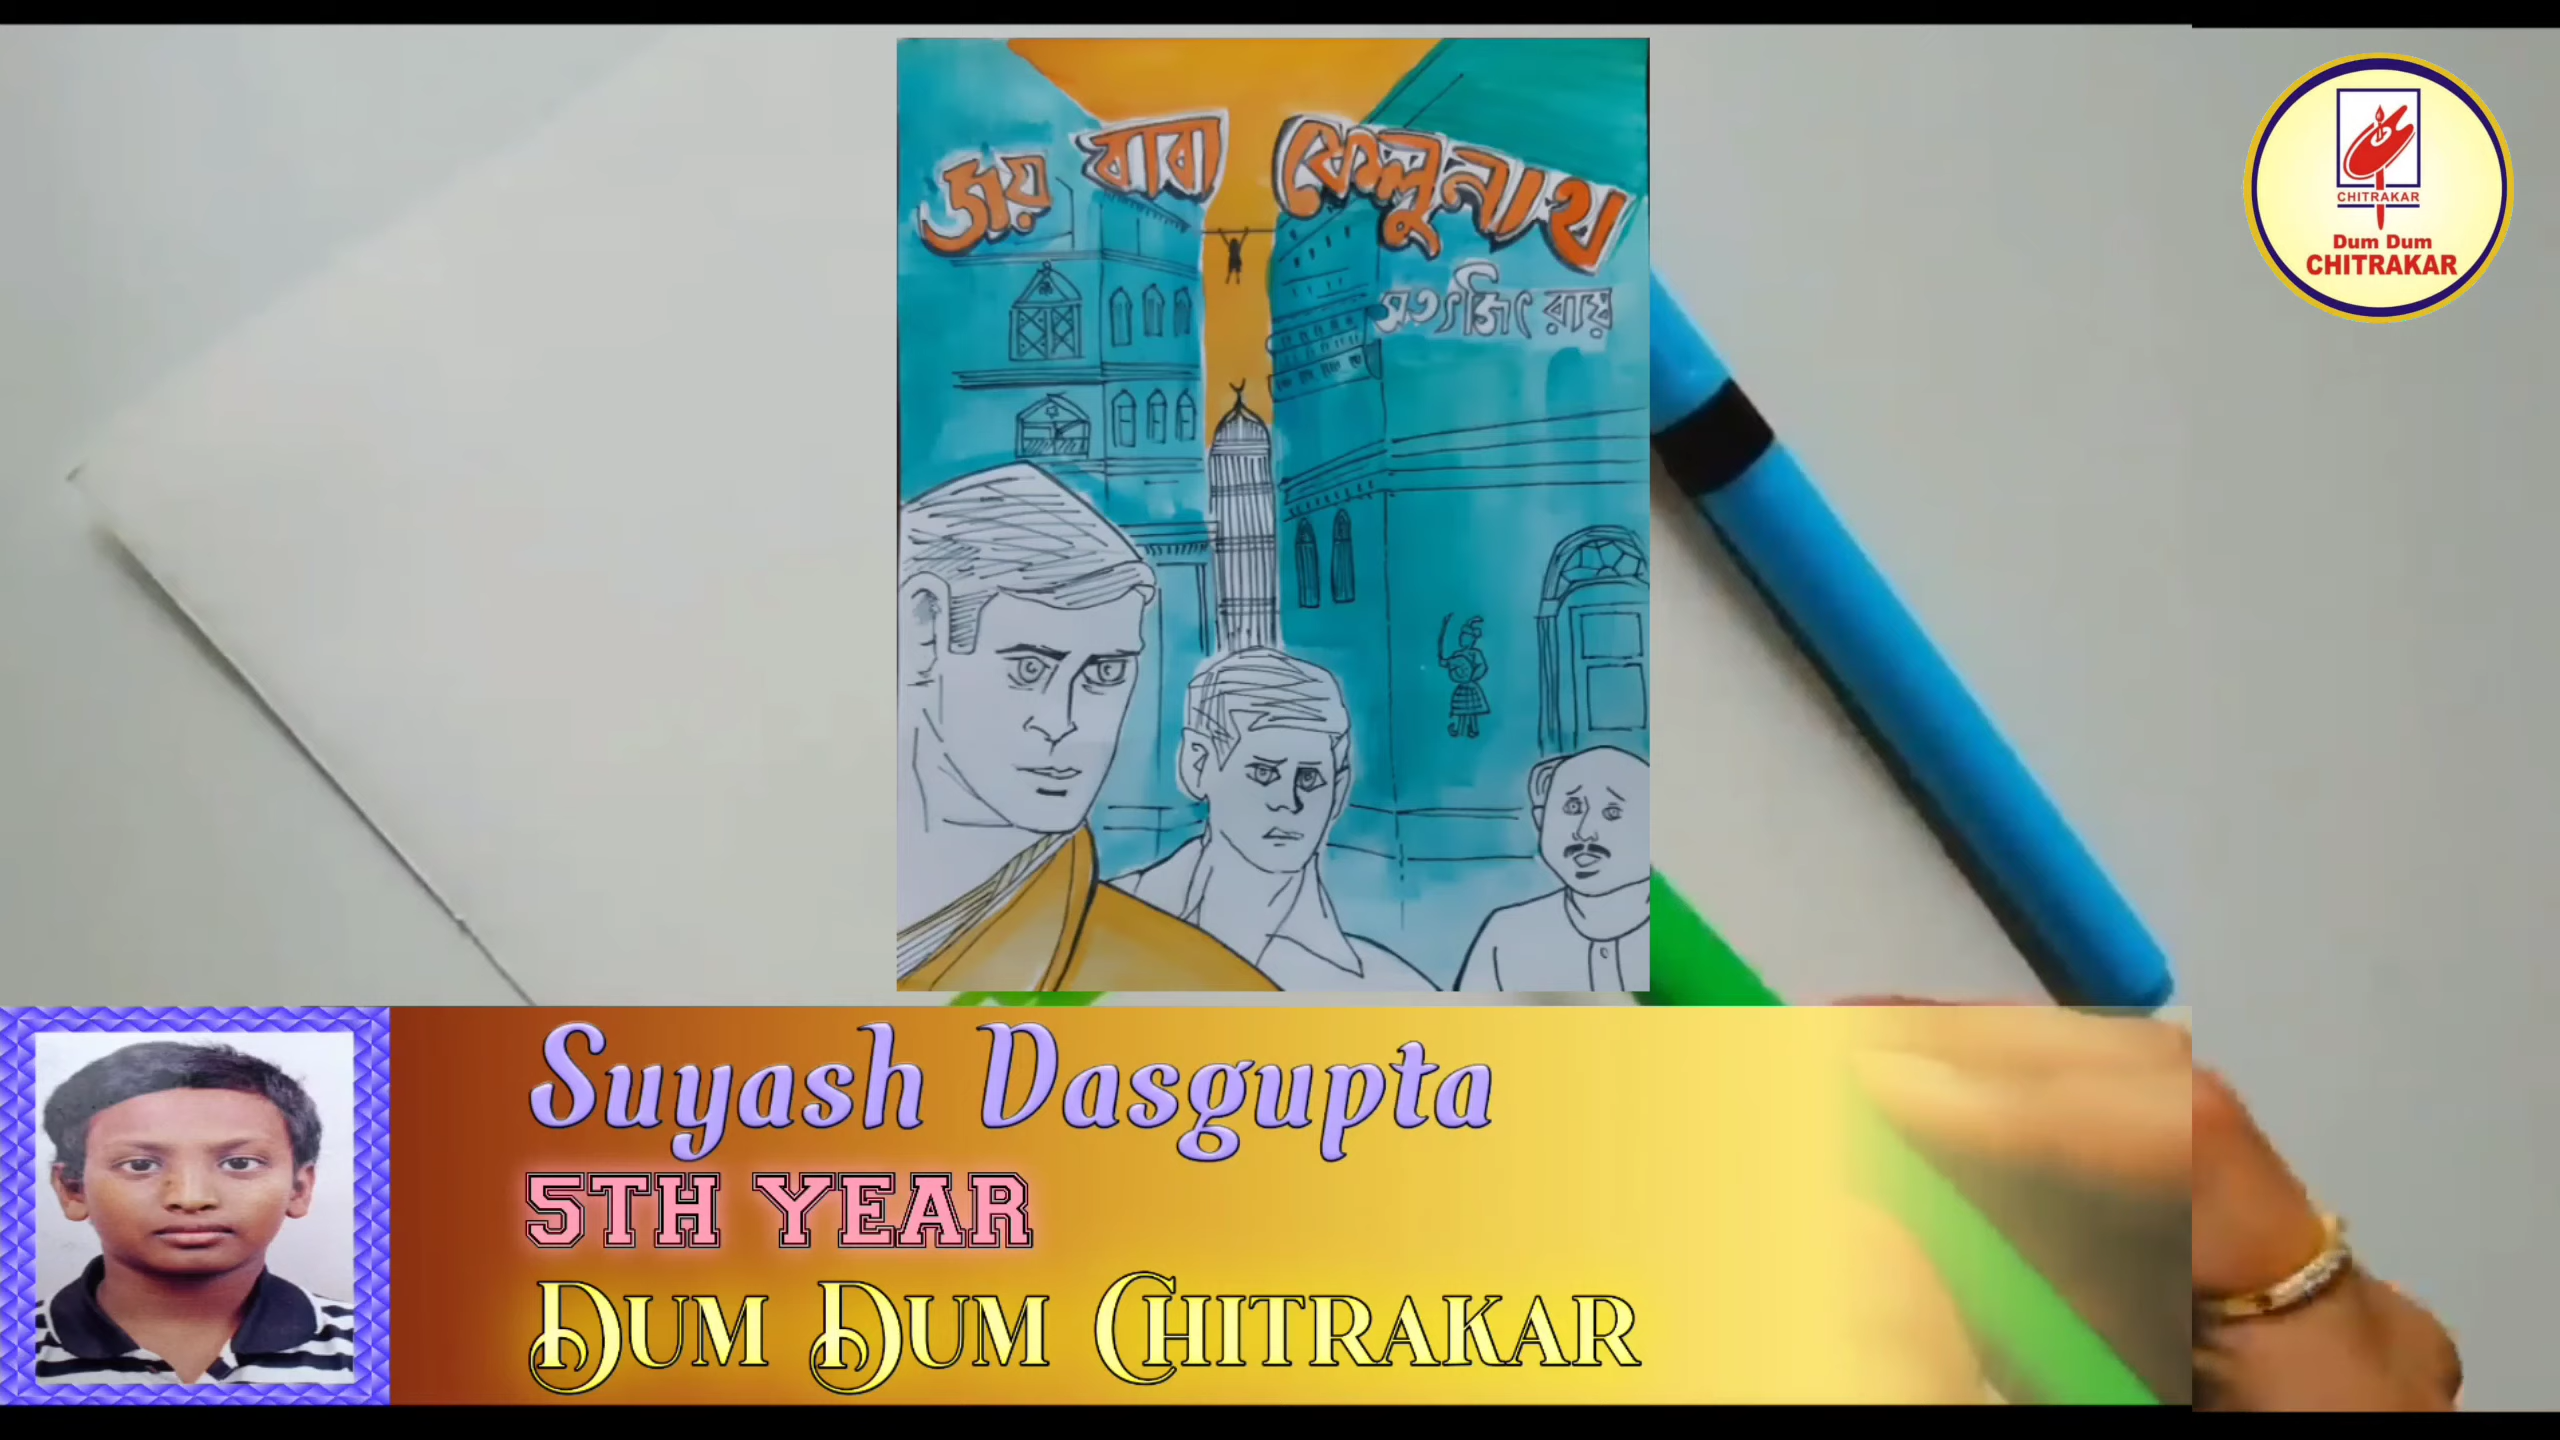 জয় বাবা ফেলুনাথ
সত্যজিৎ রায়
CHITRAKAR
Dum Dum
CHITRAKAR
Suyash Dasgupta
5TH YEAR
DUM DUM CHITRAKAR